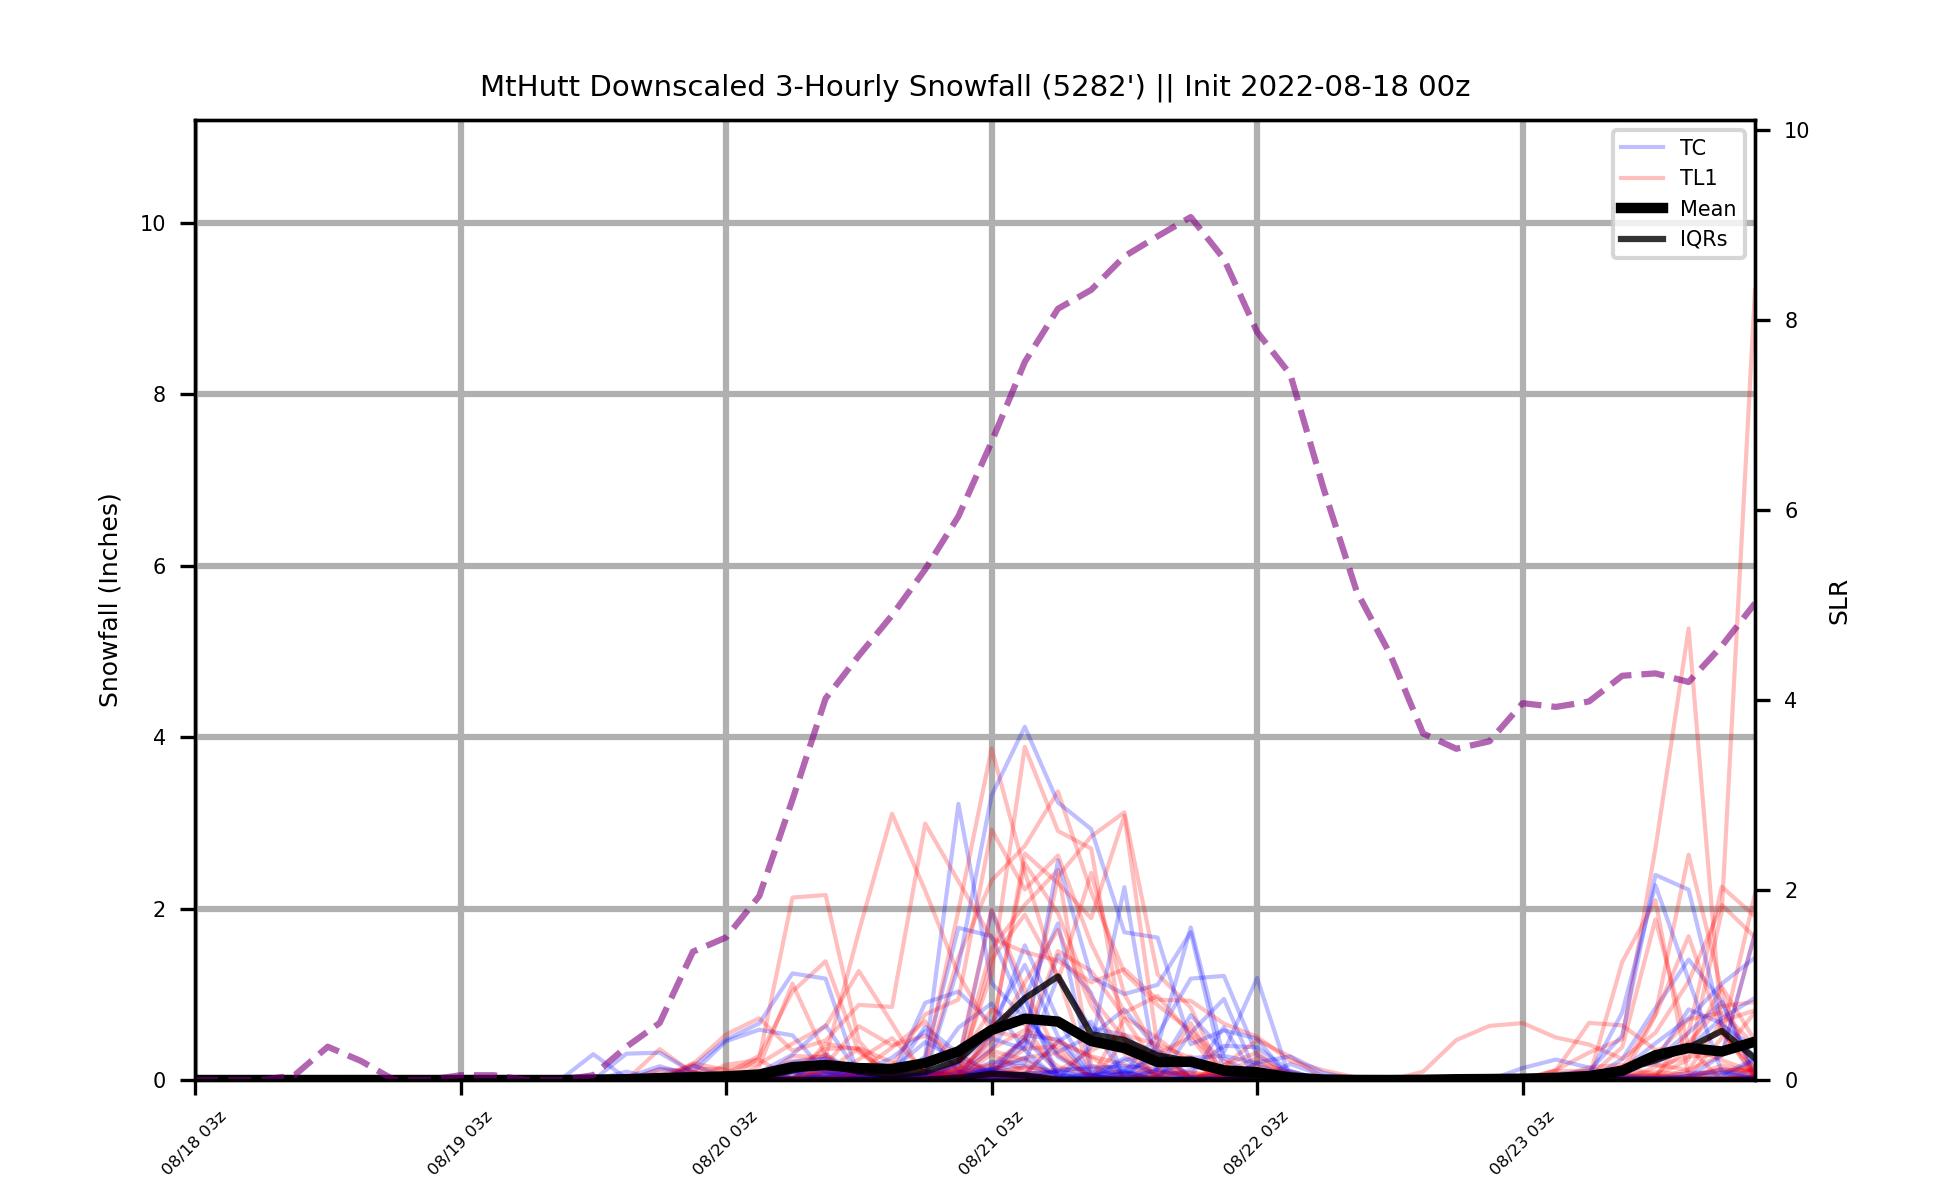 MtHutt Downscaled 3-Hourly Snowfall (5282') || Init 2022-08-18 00z
TC
TL1
Mean
IQRs
Snowfall (Inches)
10
8
6
4
2
0
SLR
10
8
6
4
2
0
08/18 03z
08/19 03z
08/20 03z
08/21 03z
08/22 03z
08/23 03z